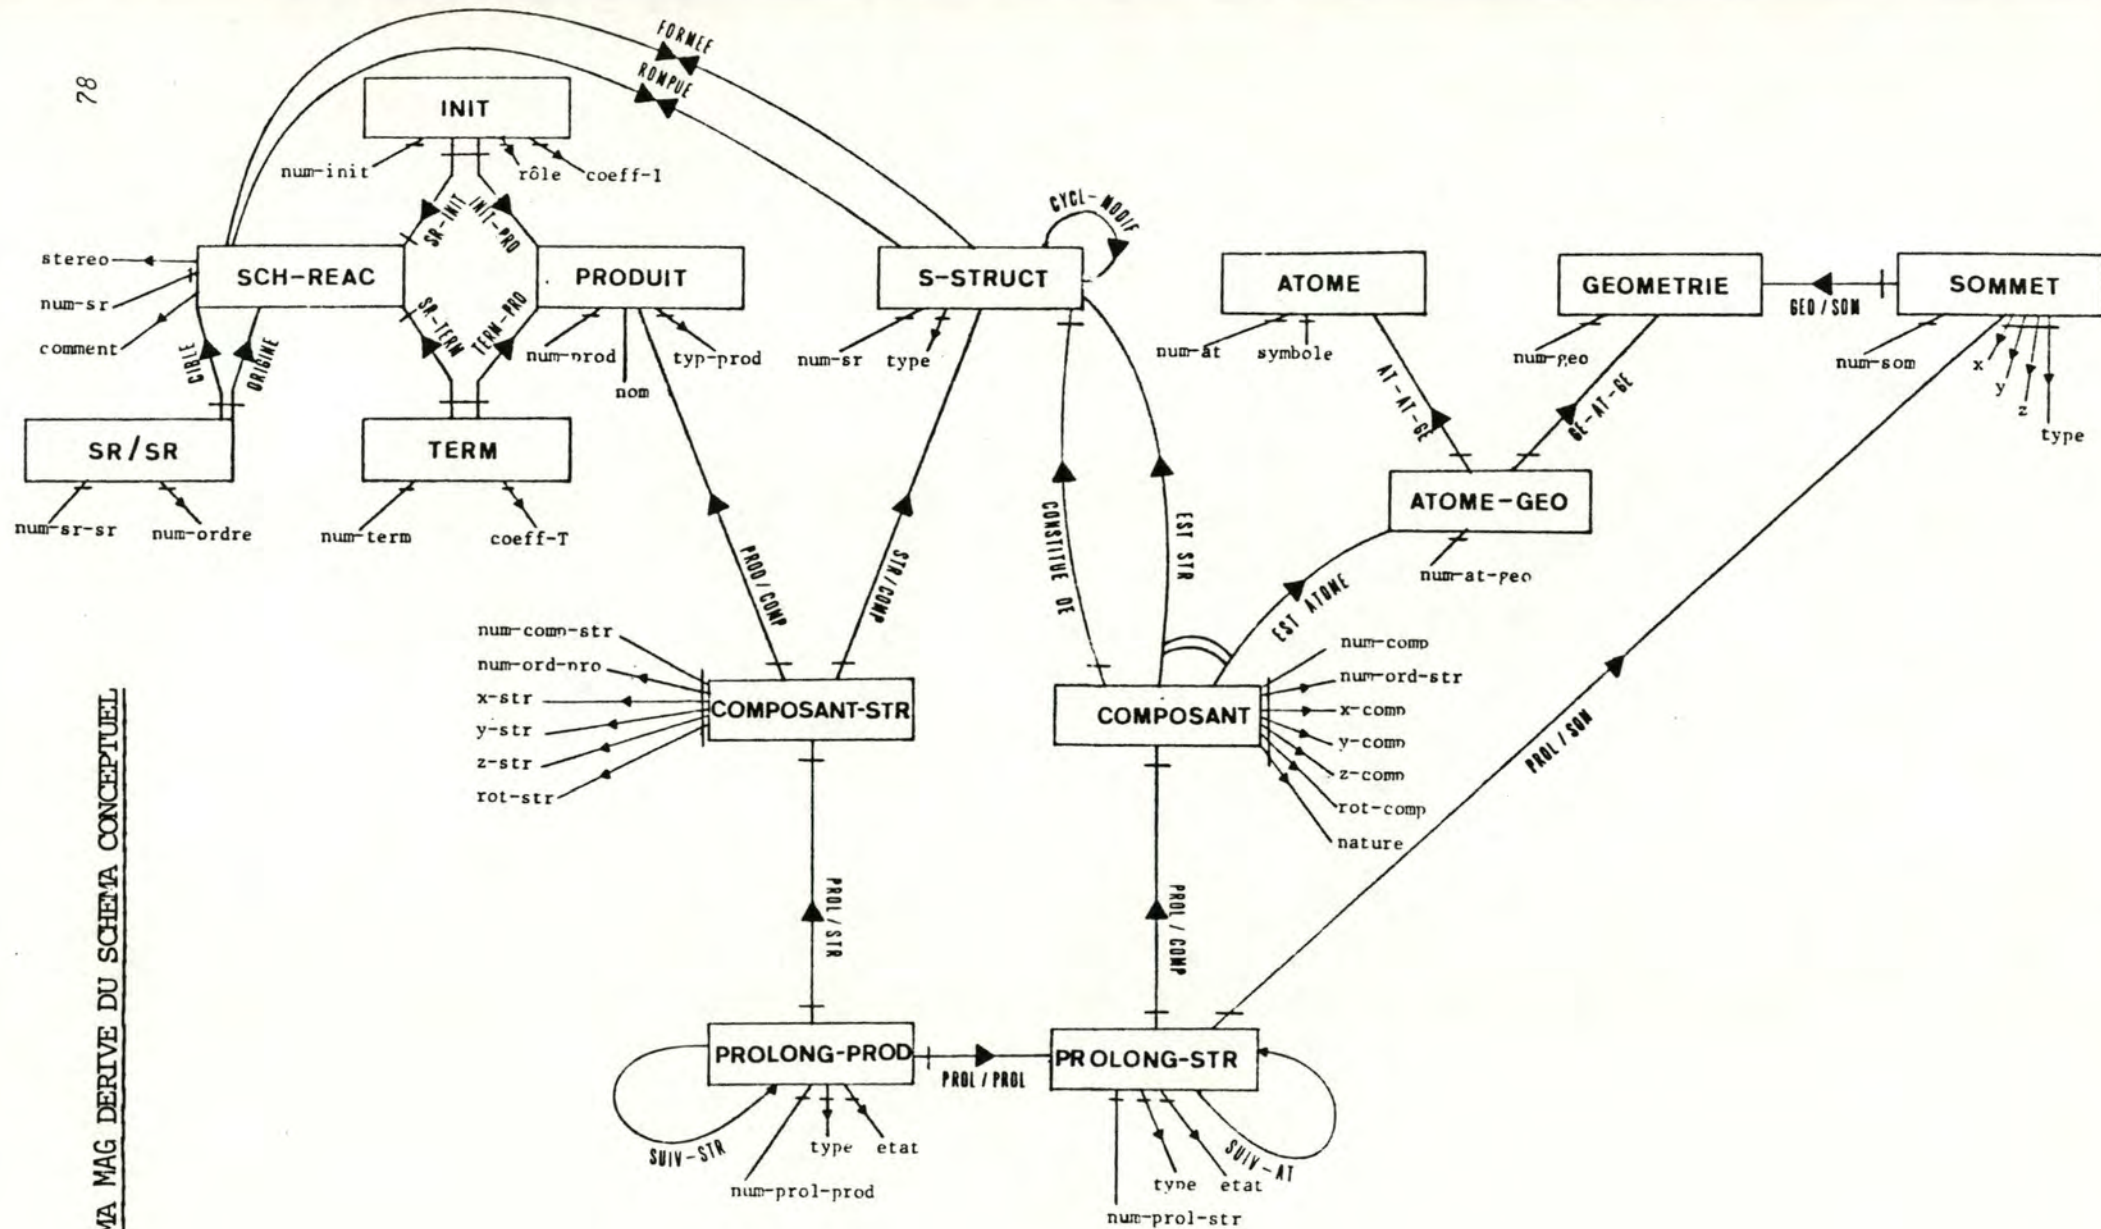 78
FORMEE
ROMPUE
INIT
num-init
rôle
coeff-I
SR-INIT
INIT-PRO
CYCL-MODIF
stereo
num-sr
comment
SCH-REAC
PRODUIT
S-STRUCT
ATOME
GEOMETRIE
GEO/SOM
SOMMET
SR-TERM
TERM-PRO
num-prod
nom
typ-prod
num-sr
type
num-at
symbole
num-geo
num-som
x
y
z
type
CIBLE
ORIGINE
AT-AT-GE
GE-AT-GE
SR/SR
TERM
ATOME-GEO
num-sr-sr
num-ordre
num-term
coeff-T
num-at-geo
PROD/COMP
STR/COMP
CONSTITUE DE
EST STR
EST ATOME
num-comp-str
num-ord-pro
x-str
y-str
z-str
rot-str
COMPOSANT-STR
COMPOSANT
num-comp
num-ord-str
x-comp
y-comp
z-comp
rot-comp
nature
PROL/SOM
PROL/STR
PROL/COMP
PROLONG-PROD
PROL/PROL
PROLONG-STR
SUIV-STR
type
etat
num-prol-prod
SUIV-AT
type
etat
num-prol-str
MA MAG DERIVE DU SCHEMA CONCEPTUEL